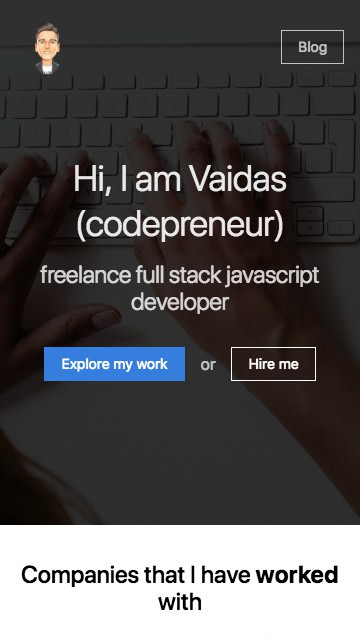 Blog
Hi, I am Vaidas
(codepreneur)
freelance full stack javascript
developer
Explore my work or Hire me
Companies that I have worked
with